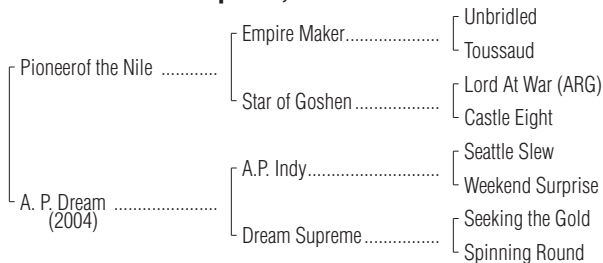 Unbridled
Empire Maker....................
Toussaud
Pioneerof the Nile ............
Lord At War (ARG)
Star of Goshen ..................
Castle Eight
Seattle Slew
A.P. Indy............................
Weekend Surprise
A. P. Dream ......................
(2004)
Seeking the Gold
Dream Supreme................
Spinning Round